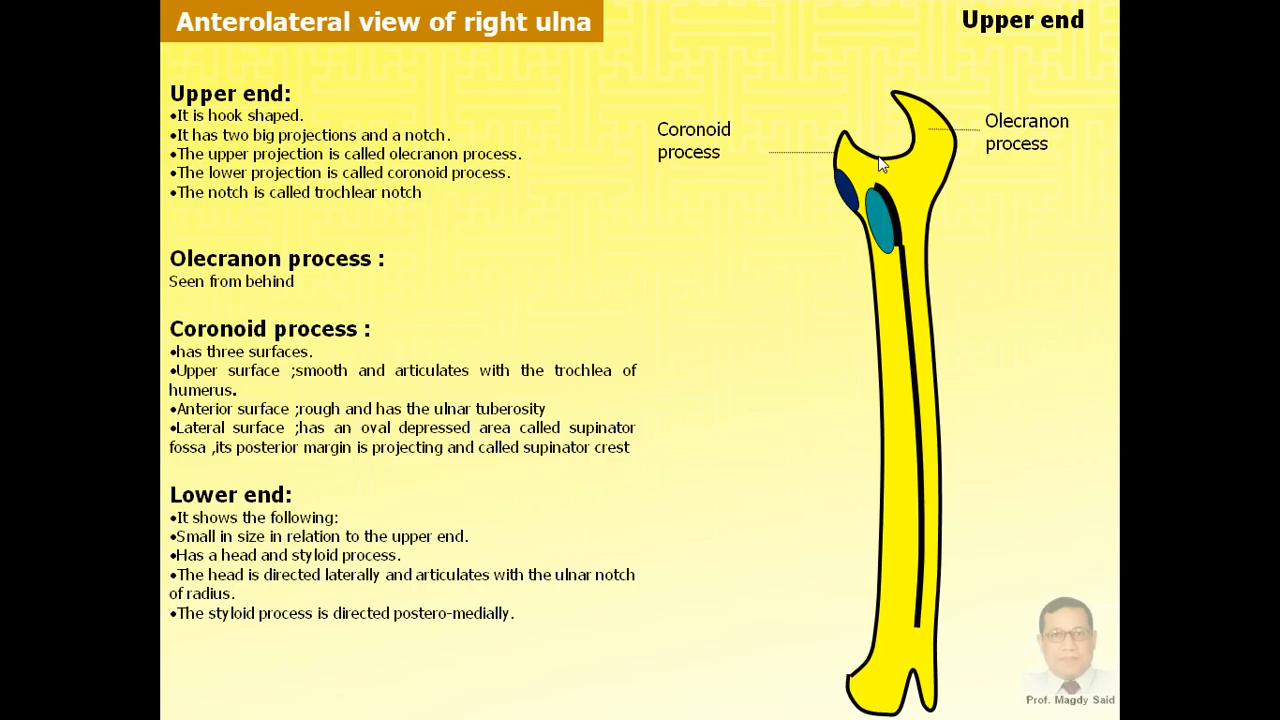 Anterolateral view of right ulna
Upper end
Upper end:
•It is hook shaped.
•It has two big projections and a notch.
•The upper projection is called olecranon process.
•The lower projection is called coronoid process.
•The notch is called trochlear notch
Olecranon process :
Seen from behind
Coronoid process :
•has three surfaces.
•Upper surface ;smooth and articulates with the trochlea of
humerus.
•Anterior surface ;rough and has the ulnar tuberosity
•Lateral surface ;has an oval depressed area called supinator
fossa ,its posterior margin is projecting and called supinator crest
Lower end:
•It shows the following:
•Small in size in relation to the upper end.
•Has a head and styloid process.
•The head is directed laterally and articulates with the ulnar notch
of radius.
•The styloid process is directed postero-medially.
Coronoid
process
Olecranon
process
Prof. Magdy Said